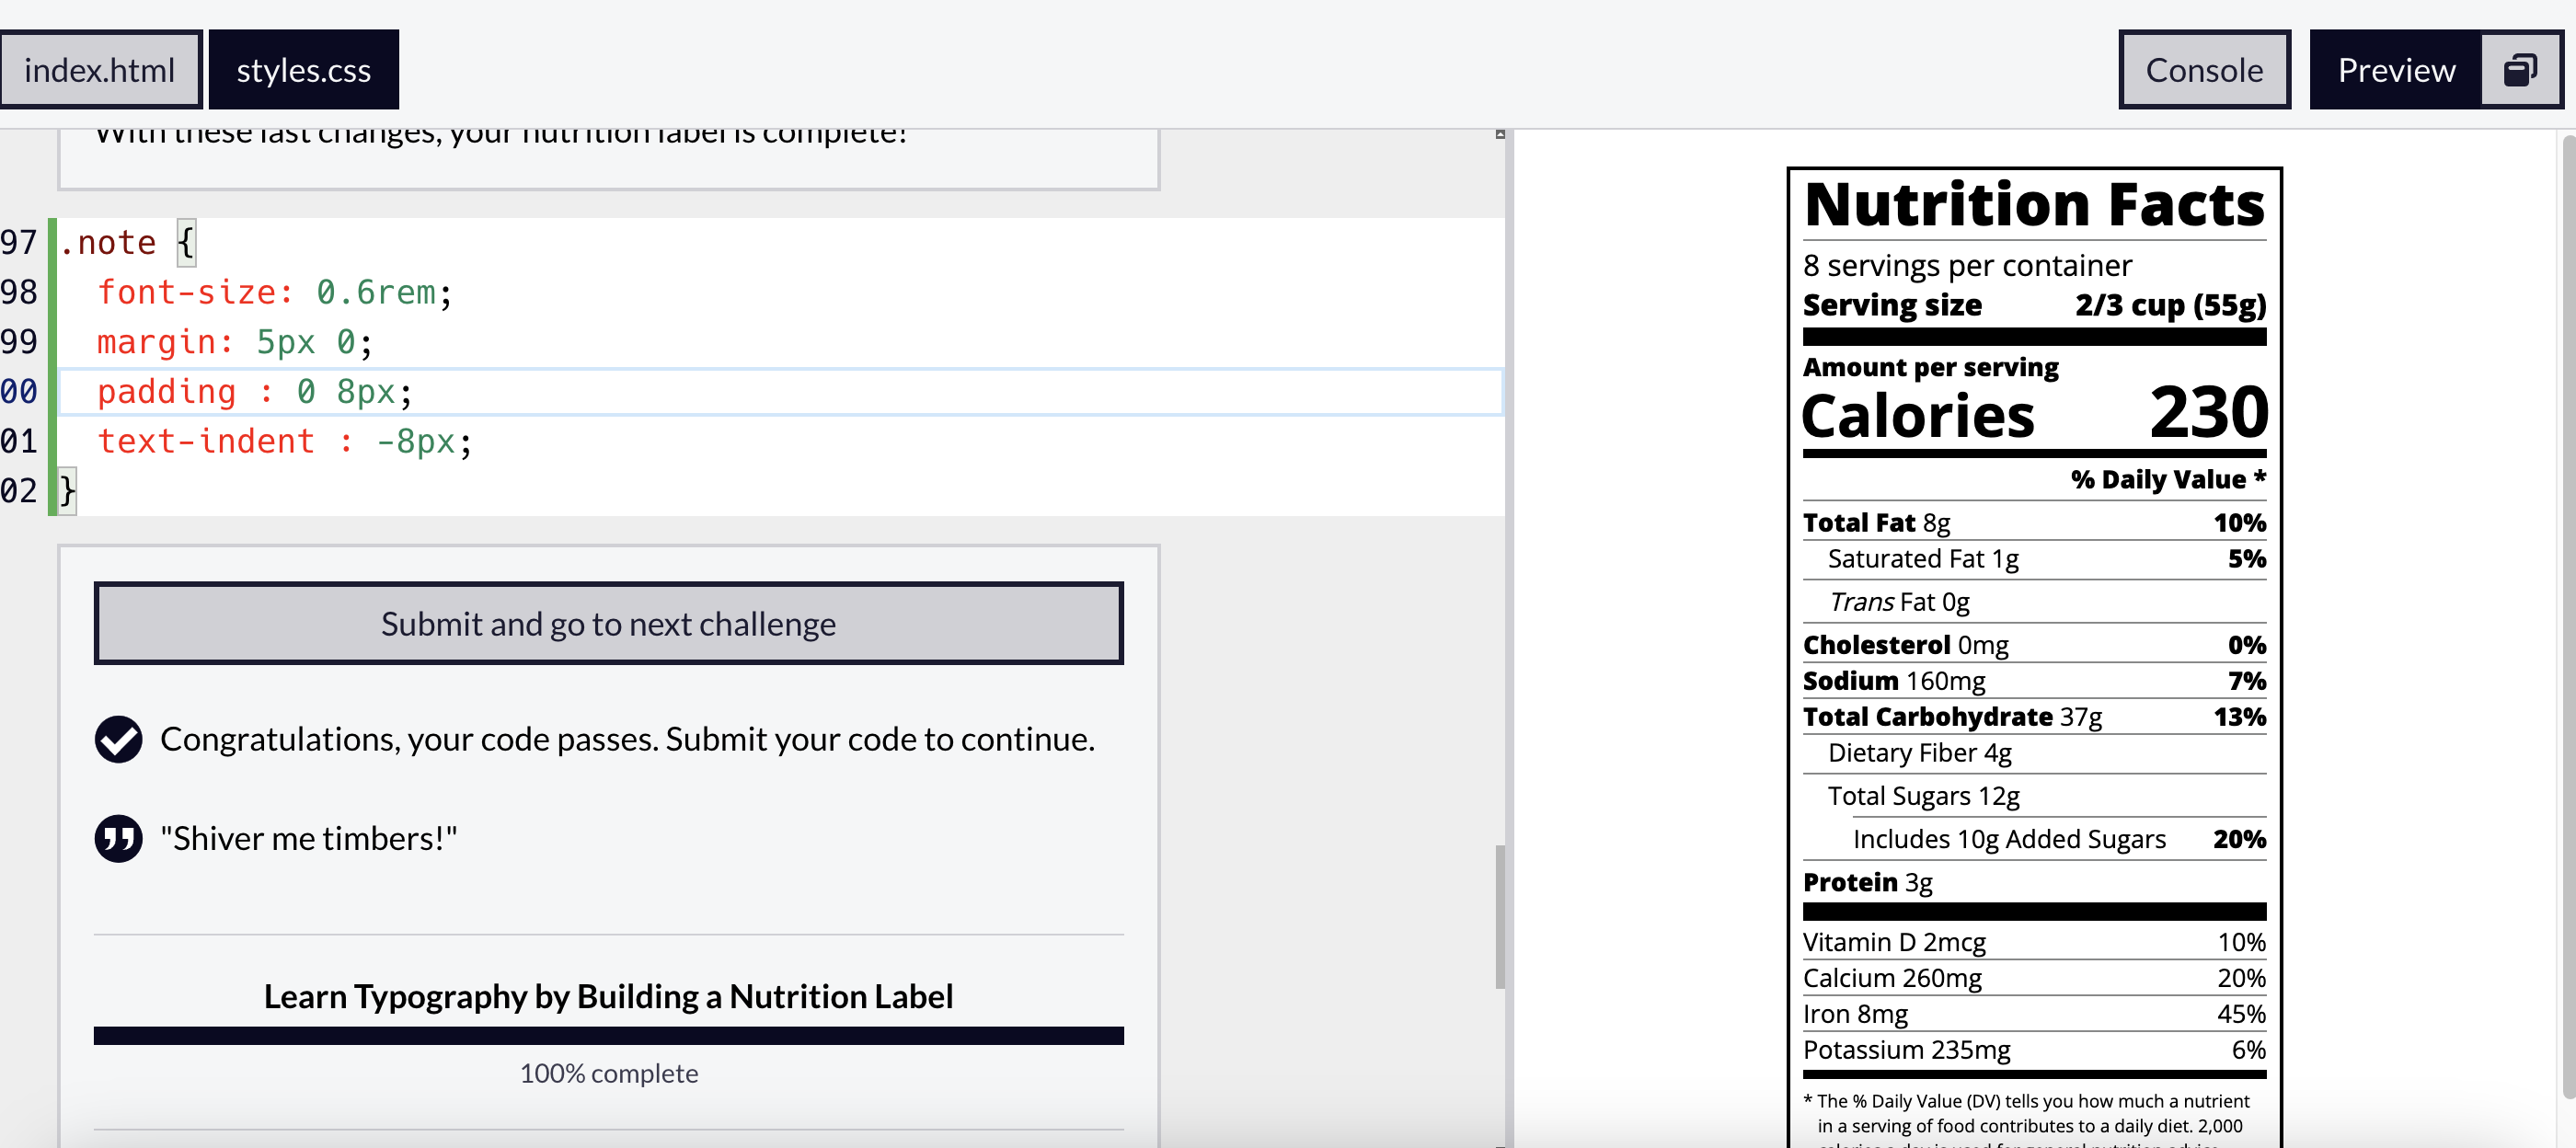 index.html
styles.css
Console
Preview
With these last changes, your nutrition label is complete!
97 .note {
98 font-size: 0.6rem;
99 margin: 5px 0;
00 padding : 0 8px;
01 text-indent : -8px;
02 }
Submit and go to next challenge
Congratulations, your code passes. Submit your code to continue.
"Shiver me timbers!"
Learn Typography by Building a Nutrition Label
100% complete
Nutrition Facts
8 servings per container
Serving size 2/3 cup (55g)
Amount per serving
Calories 230
% Daily Value *
Total Fat 8g 10%
Saturated Fat 1g 5%
Trans Fat 0g
Cholesterol 0mg 0%
Sodium 160mg 7%
Total Carbohydrate 37g 13%
Dietary Fiber 4g
Total Sugars 12g
Includes 10g Added Sugars 20%
Protein 3g
Vitamin D 2mcg 10%
Calcium 260mg 20%
Iron 8mg 45%
Potassium 235mg 6%
* The % Daily Value (DV) tells you how much a nutrient
in a serving of food contributes to a daily diet. 2,000